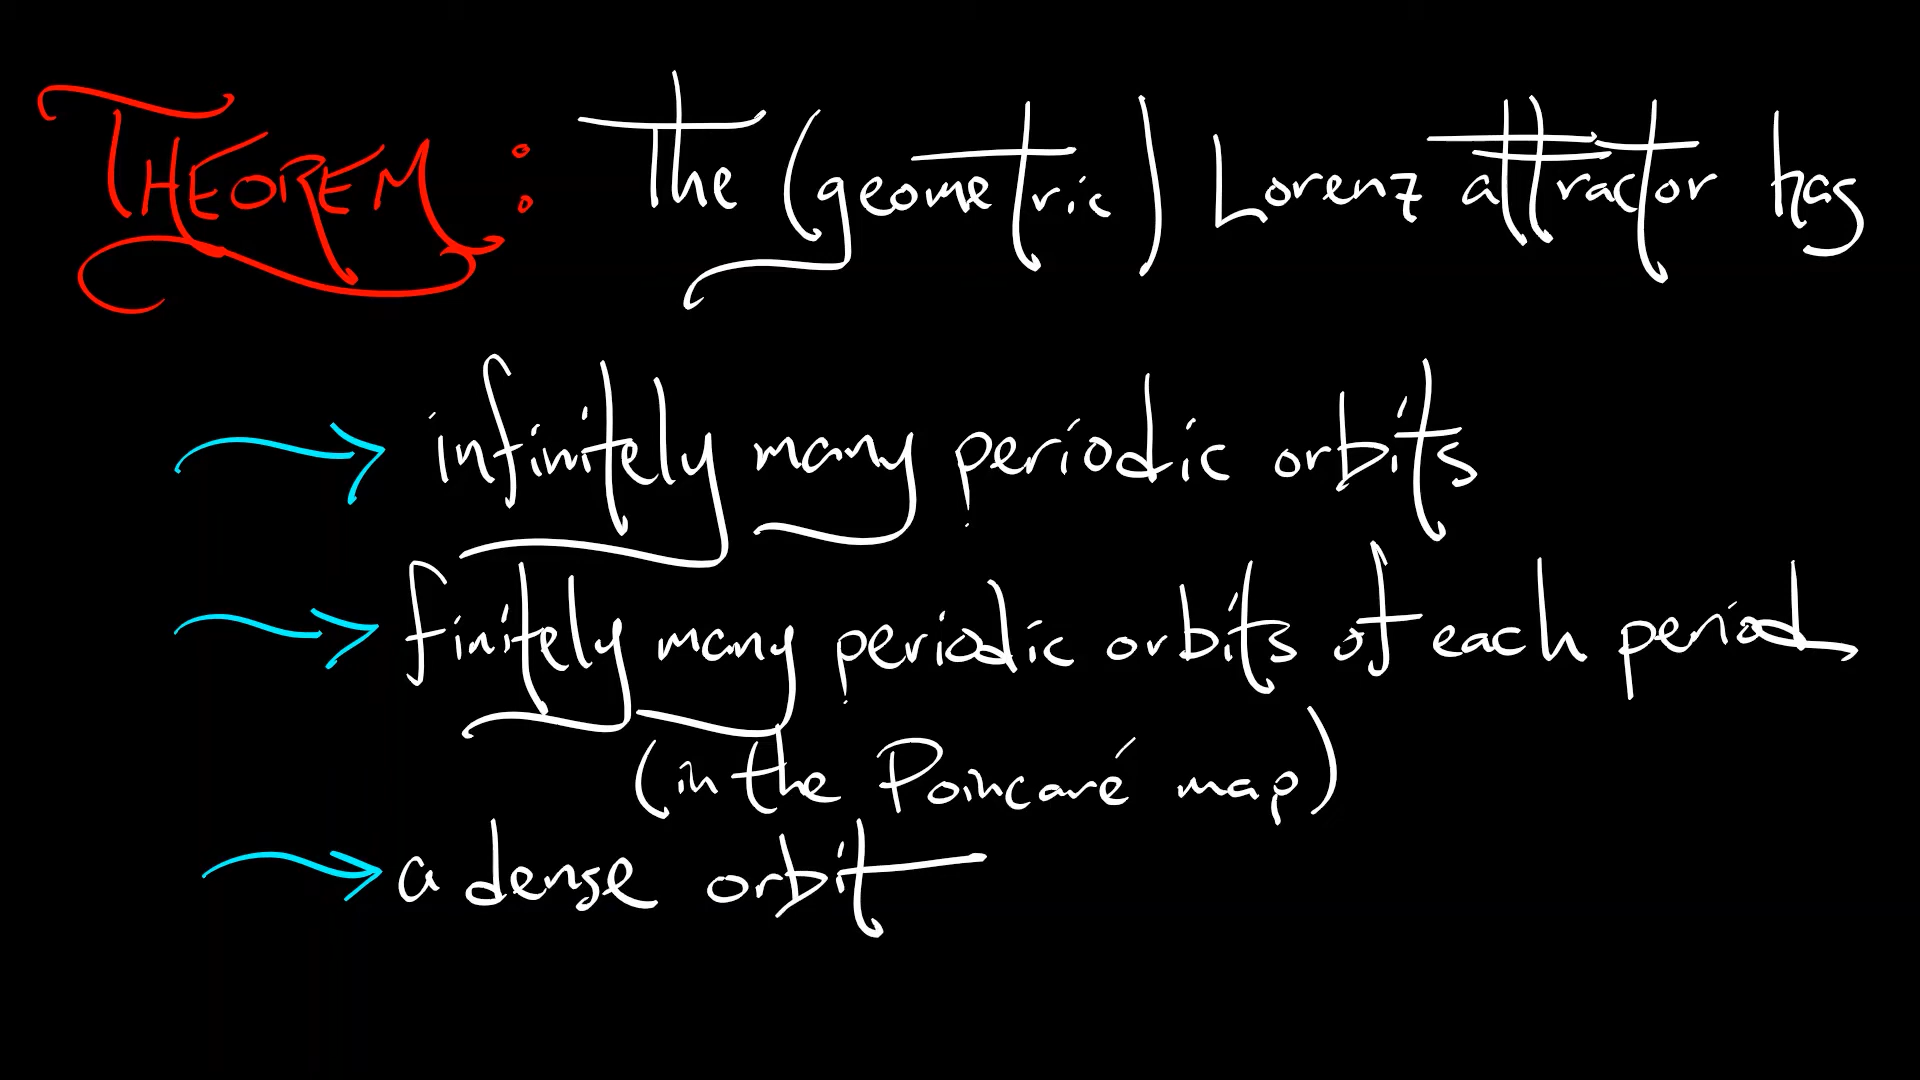 THEOREM: The (geometric) Lorenz attractor has
→ infinitely many periodic orbits
→ finitely many periodic orbits of each period
(in the Poincaré map)
→ a dense orbit